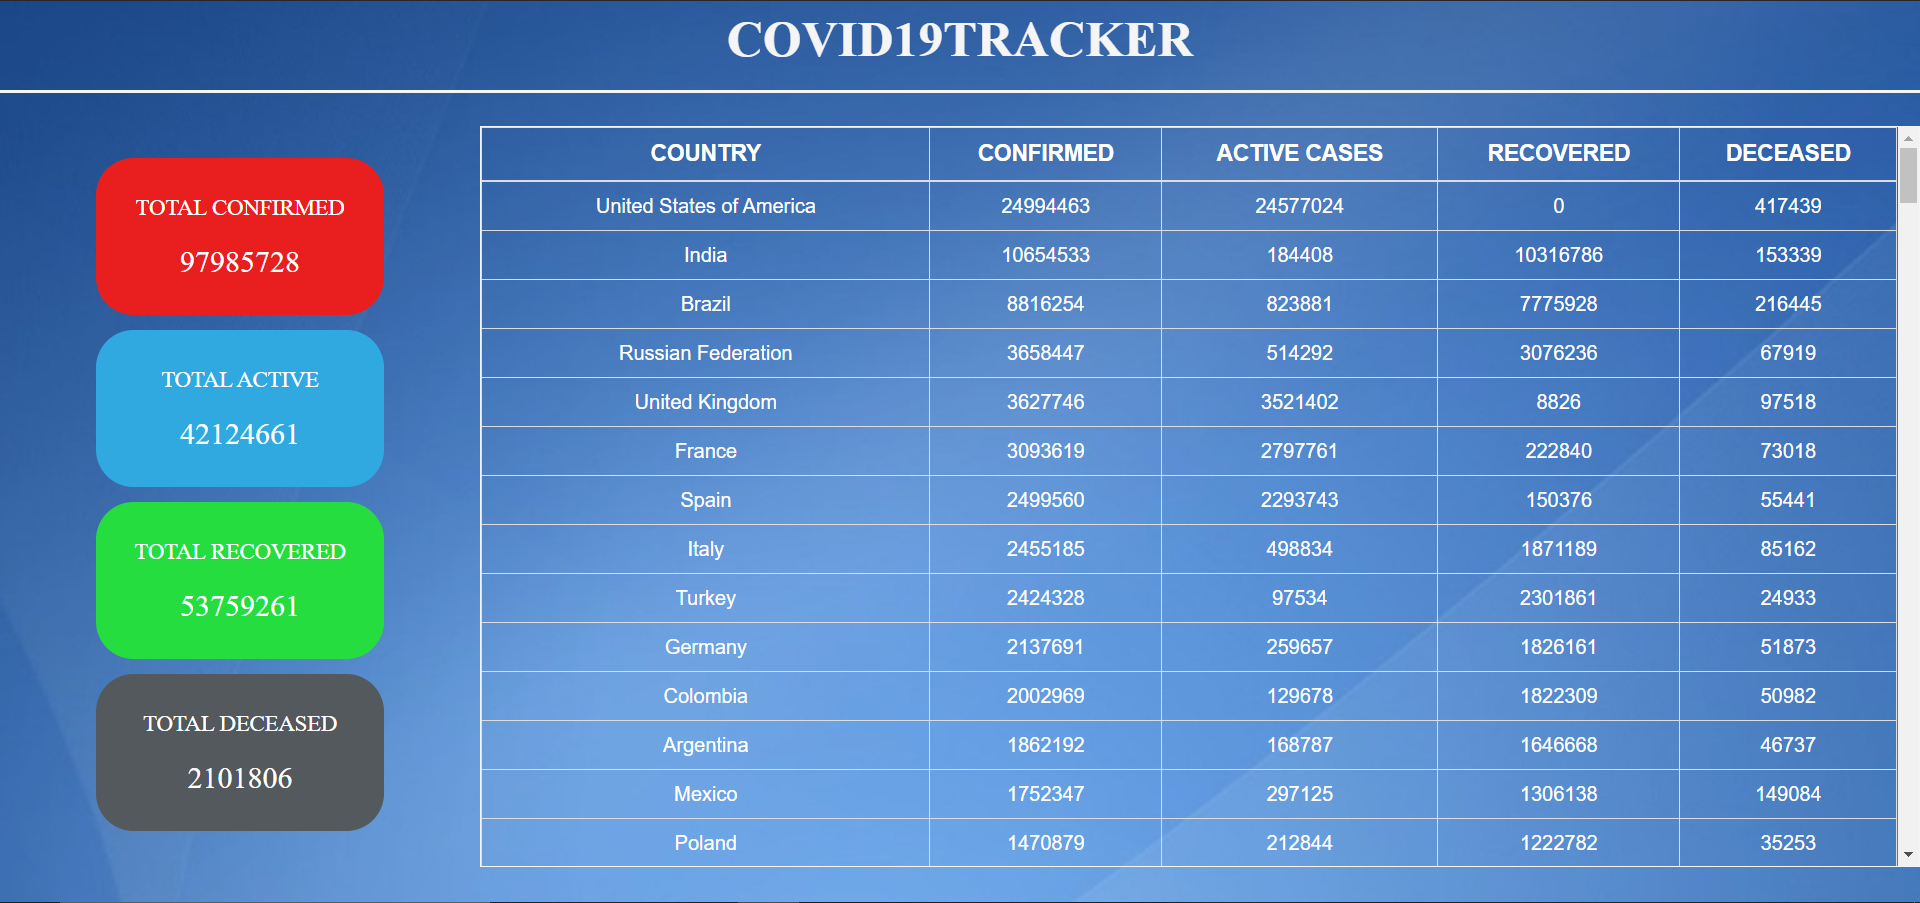 COVID19TRACKER
TOTAL CONFIRMED
97985728
TOTAL ACTIVE
42124661
TOTAL RECOVERED
53759261
TOTAL DECEASED
2101806
COUNTRY CONFIRMED ACTIVE CASES RECOVERED DECEASED
United States of America 24994463 24577024 0 417439
India 10654533 184408 10316786 153339
Brazil 8816254 823881 7775928 216445
Russian Federation 3658447 514292 3076236 67919
United Kingdom 3627746 3521402 8826 97518
France 3093619 2797761 222840 73018
Spain 2499560 2293743 150376 55441
Italy 2455185 498834 1871189 85162
Turkey 2424328 97534 2301861 24933
Germany 2137691 259657 1826161 51873
Colombia 2002969 129678 1822309 50982
Argentina 1862192 168787 1646668 46737
Mexico 1752347 297125 1306138 149084
Poland 1470879 212844 1222782 35253